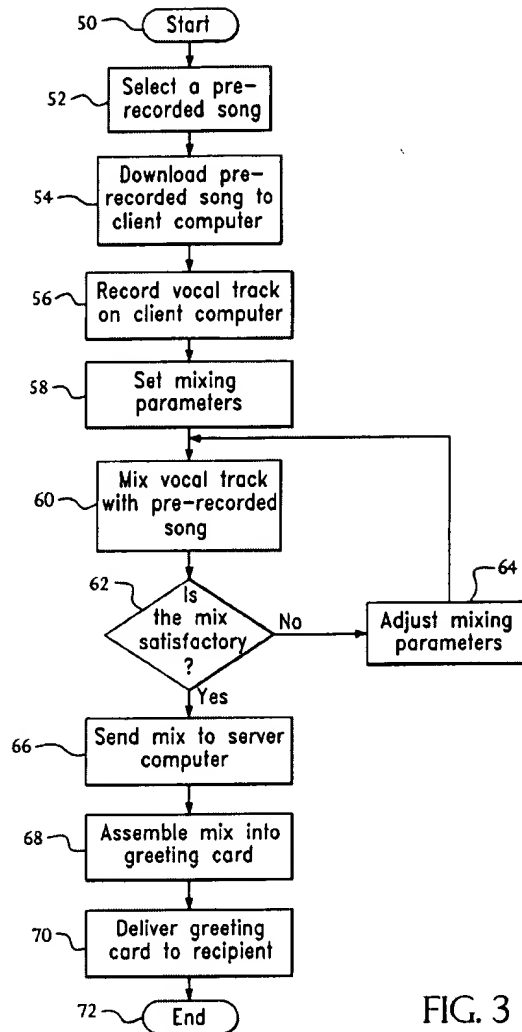 50
Start
52
Select a pre-
recorded song
54
Download pre-
recorded song to
client computer
56
Record vocal track
on client computer
58
Set mixing
parameters
60
Mix vocal track
with pre-recorded
song
62
Is
the mix
satisfactory
?
No
64
Adjust mixing
parameters
Yes
66
Send mix to server
computer
68
Assemble mix into
greeting card
70
Deliver greeting
card to recipient
72
End
FIG. 3